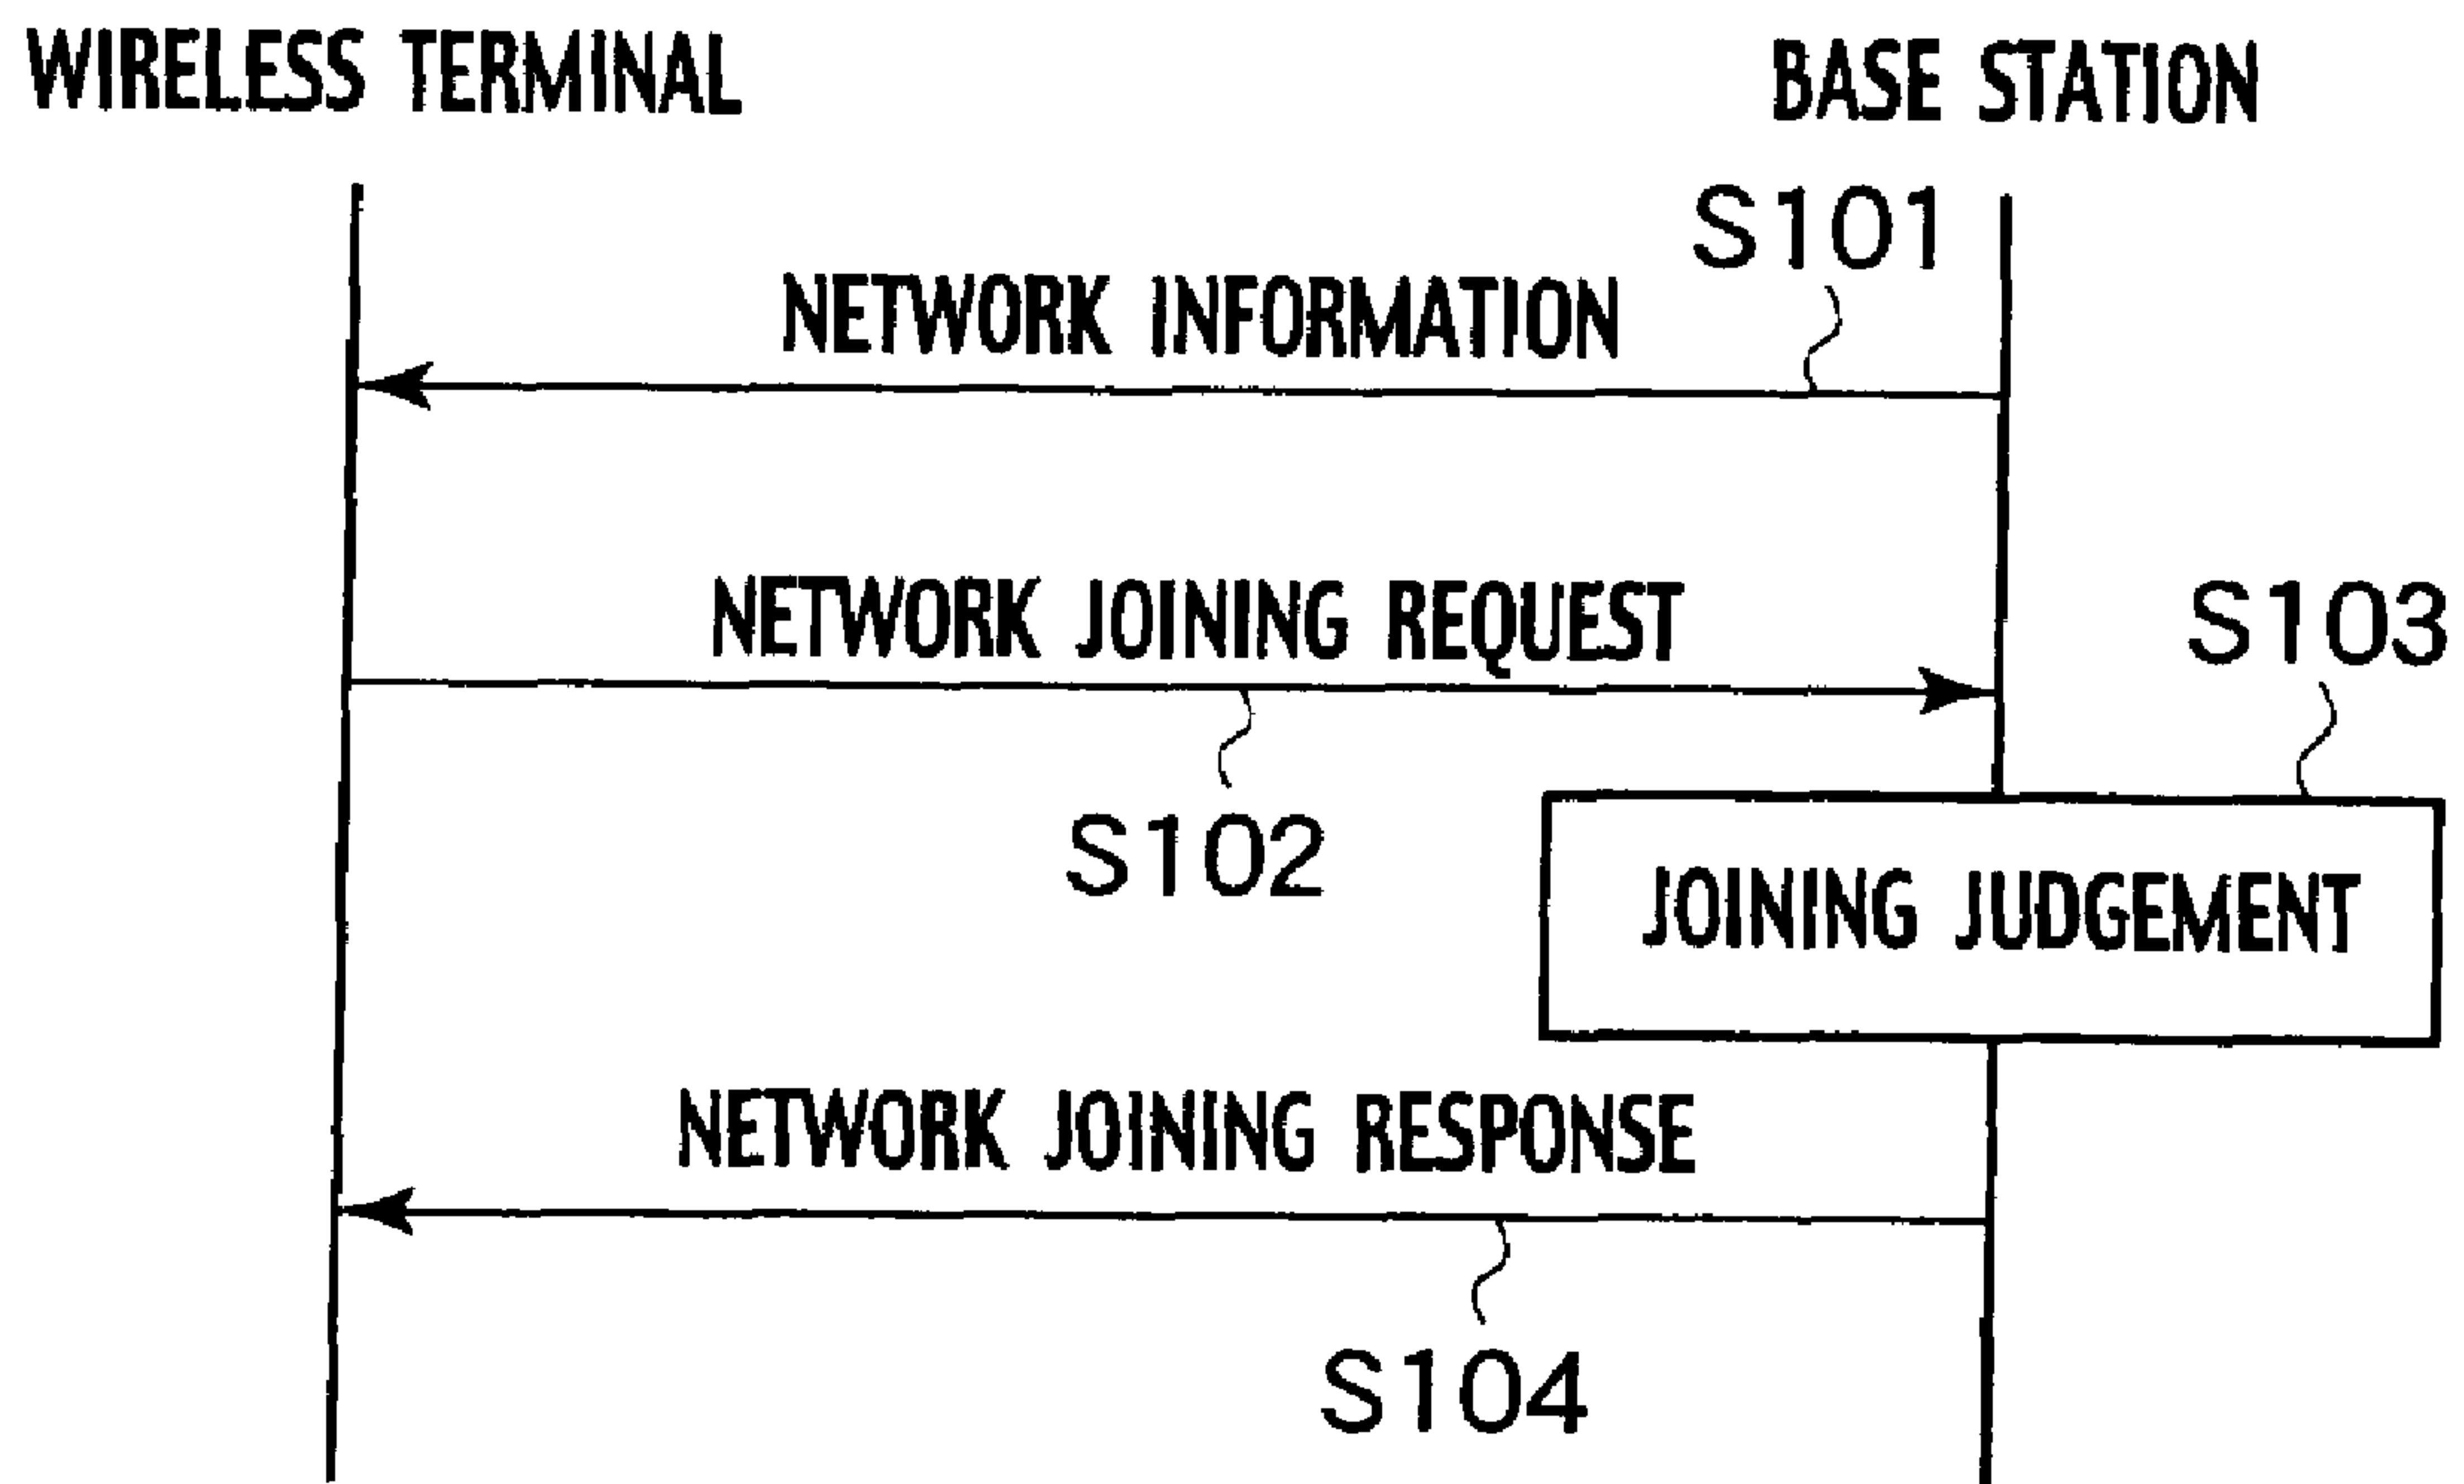 WIRELESS TERMINAL
BASE STATION
S101
NETWORK INFORMATION
NETWORK JOINING REQUEST
S103
S102
JOINING JUDGEMENT
NETWORK JOINING RESPONSE
S104